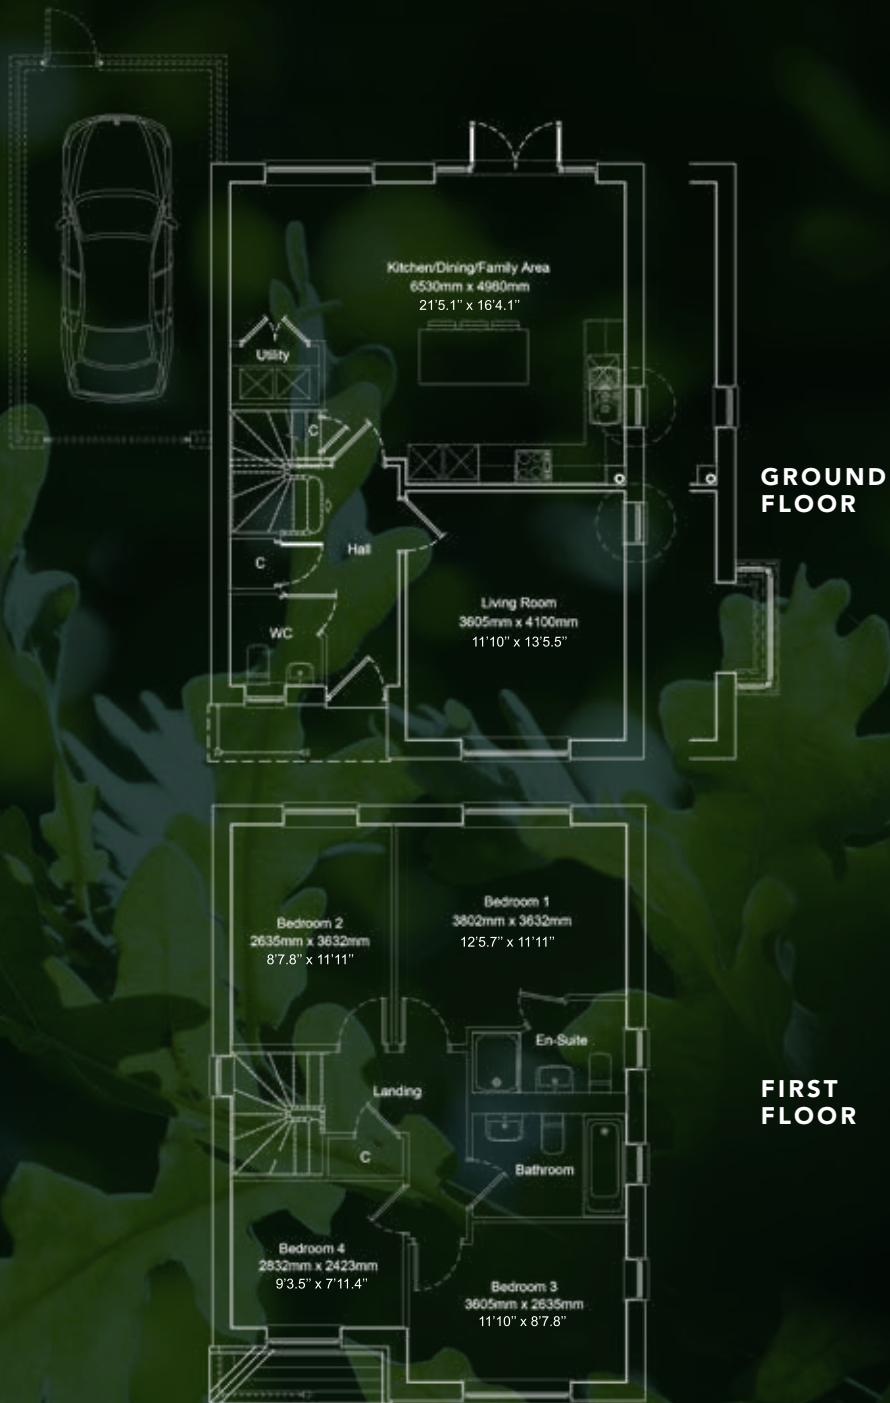 Kitchen/Dining/Family Area
6530mm x 4980mm
21'5.1" x 16'4.1"
Utility
C
GROUND
FLOOR
Hall
C
Living Room
3605mm x 4100mm
11'10" x 13'5.5"
WC
Bedroom 1
3802mm x 3632mm
12'5.7" x 11'11"
Bedroom 2
2635mm x 3632mm
8'7.8" x 11'11"
En-Suite
Landing
FIRST
FLOOR
C
Bathroom
Bedroom 4
2832mm x 2423mm
9'3.5" x 7'11.4"
Bedroom 3
3605mm x 2635mm
11'10" x 8'7.8"